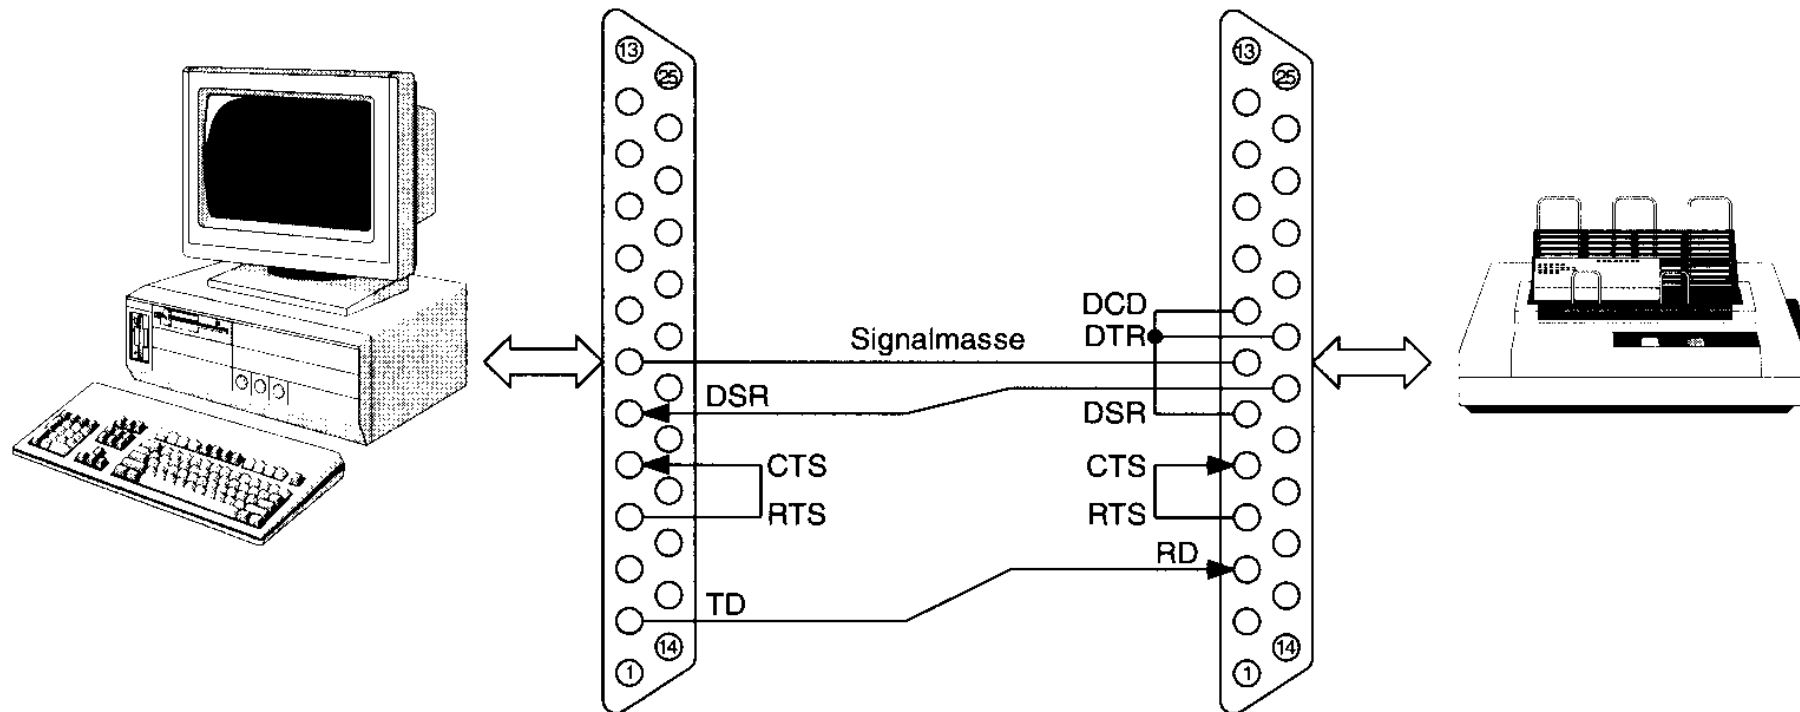 13
25
13
25
DCD
Signalmasse
DTR
DSR
DSR
CTS
CTS
RTS
RTS
RD
TD
14
14
1
1